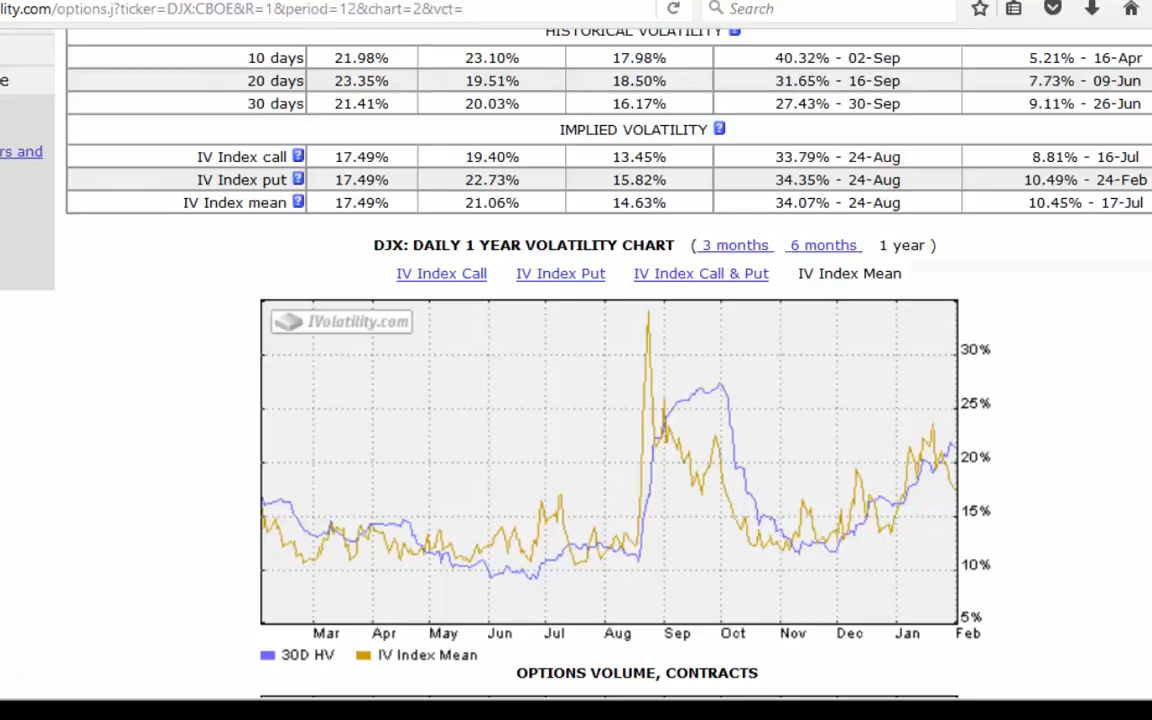 lity.com/options.j?ticker=DJX:CBOE&R=1&period=12&chart=2&vct= Search
HISTORICAL VOLATILITY ?
10 days 21.98% 23.10% 17.98% 40.32% - 02-Sep 5.21% - 16-Apr
e 20 days 23.35% 19.51% 18.50% 31.65% - 16-Sep 7.73% - 09-Jun
30 days 21.41% 20.03% 16.17% 27.43% - 30-Sep 9.11% - 26-Jun
IMPLIED VOLATILITY ?
rs and IV Index call ? 17.49% 19.40% 13.45% 33.79% - 24-Aug 8.81% - 16-Jul
IV Index put ? 17.49% 22.73% 15.82% 34.35% - 24-Aug 10.49% - 24-Feb
IV Index mean ? 17.49% 21.06% 14.63% 34.07% - 24-Aug 10.45% - 17-Jul
DJX: DAILY 1 YEAR VOLATILITY CHART ( 3 months 6 months 1 year )
IV Index Call IV Index Put IV Index Call & Put IV Index Mean
IVolatility.com
30%
25%
20%
15%
10%
5%
Mar Apr May Jun Jul Aug Sep Oct Nov Dec Jan Feb
30D HV IV Index Mean
OPTIONS VOLUME, CONTRACTS